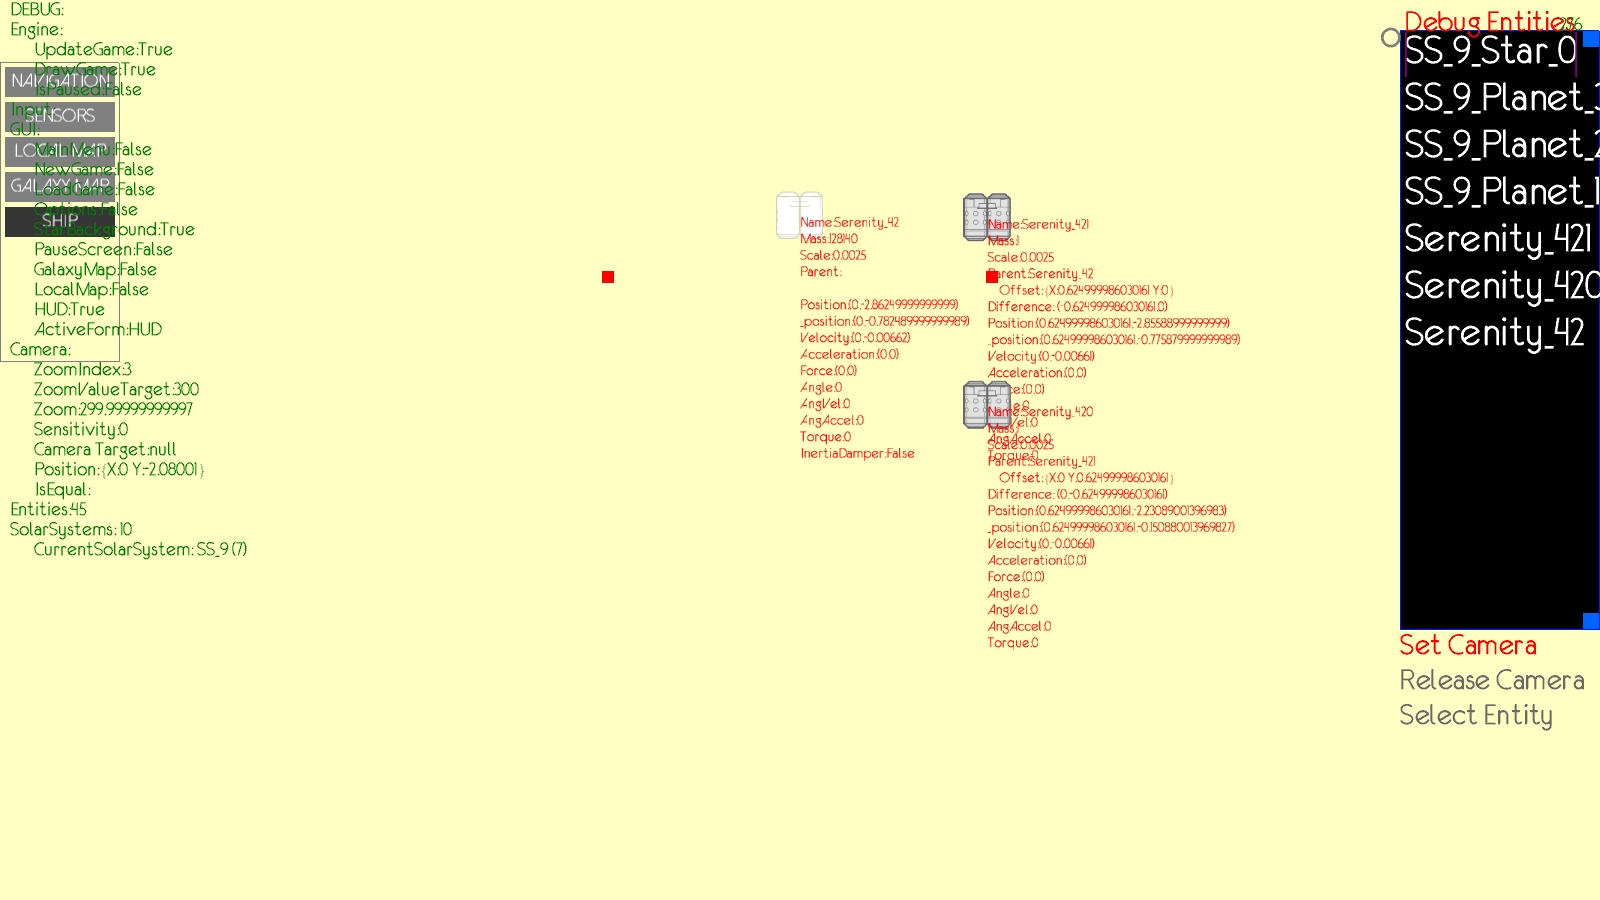 DEBUG:
Engine:
UpdateGame:True
DrawGame:True
IsPaused:False
Input:
GUI:
MainMenu:False
NewGame:False
LoadGame:False
Options:False
StarBackground:True
PauseScreen:False
GalaxyMap:False
LocalMap:False
HUD:True
ActiveForm:HUD
Camera:
ZoomIndex:3
ZoomValueTarget:300
Zoom:299.99999999997
Sensitivity:0
Camera Target:null
Position:{X:0 Y:-2.08001}
IsEqual:
Entities:45
SolarSystems:10
CurrentSolarSystem: SS_9 (7)
NAVIGATION
SENSORS
LOCAL MAP
GALAXY MAP
SHIP
Name:Serenity_42
Mass:128140
Scale:0.0025
Parent:
Position:(0,-2.86249999999999)
_position:(0,-0.782489999999989)
Velocity:(0,-0.00662)
Acceleration:(0,0)
Force:(0,0)
Angle:0
AngVel:0
AngAccel:0
Torque:0
InertiaDamper:False
Name:Serenity_421
Mass:1
Scale:0.0025
Parent:Serenity_42
Offset:{X:0.624999986030161 Y:0}
Difference:(-0.624999986030161,0)
Position:(0.624999986030161,-2.85588999999999)
_position:(0.624999986030161,-0.775879999999989)
Velocity:(0,-0.00661)
Acceleration:(0,0)
Force:(0,0)
AngVel:0
AngAccel:0
Torque:0
Name:Serenity_420
Mass:1
Scale:0.0025
Parent:Serenity_421
Offset:{X:0 Y:0.624999986030161}
Difference:(0,-0.624999986030161)
Position:(0.624999986030161,-2.23089001396983)
_position:(0.624999986030161,-0.150880013969827)
Velocity:(0,-0.00661)
Acceleration:(0,0)
Force:(0,0)
Angle:0
AngVel:0
AngAccel:0
Torque:0
Debug Entities
SS_9_Star_0
SS_9_Planet_3
SS_9_Planet_2
SS_9_Planet_1
Serenity_421
Serenity_420
Serenity_42
Set Camera
Release Camera
Select Entity